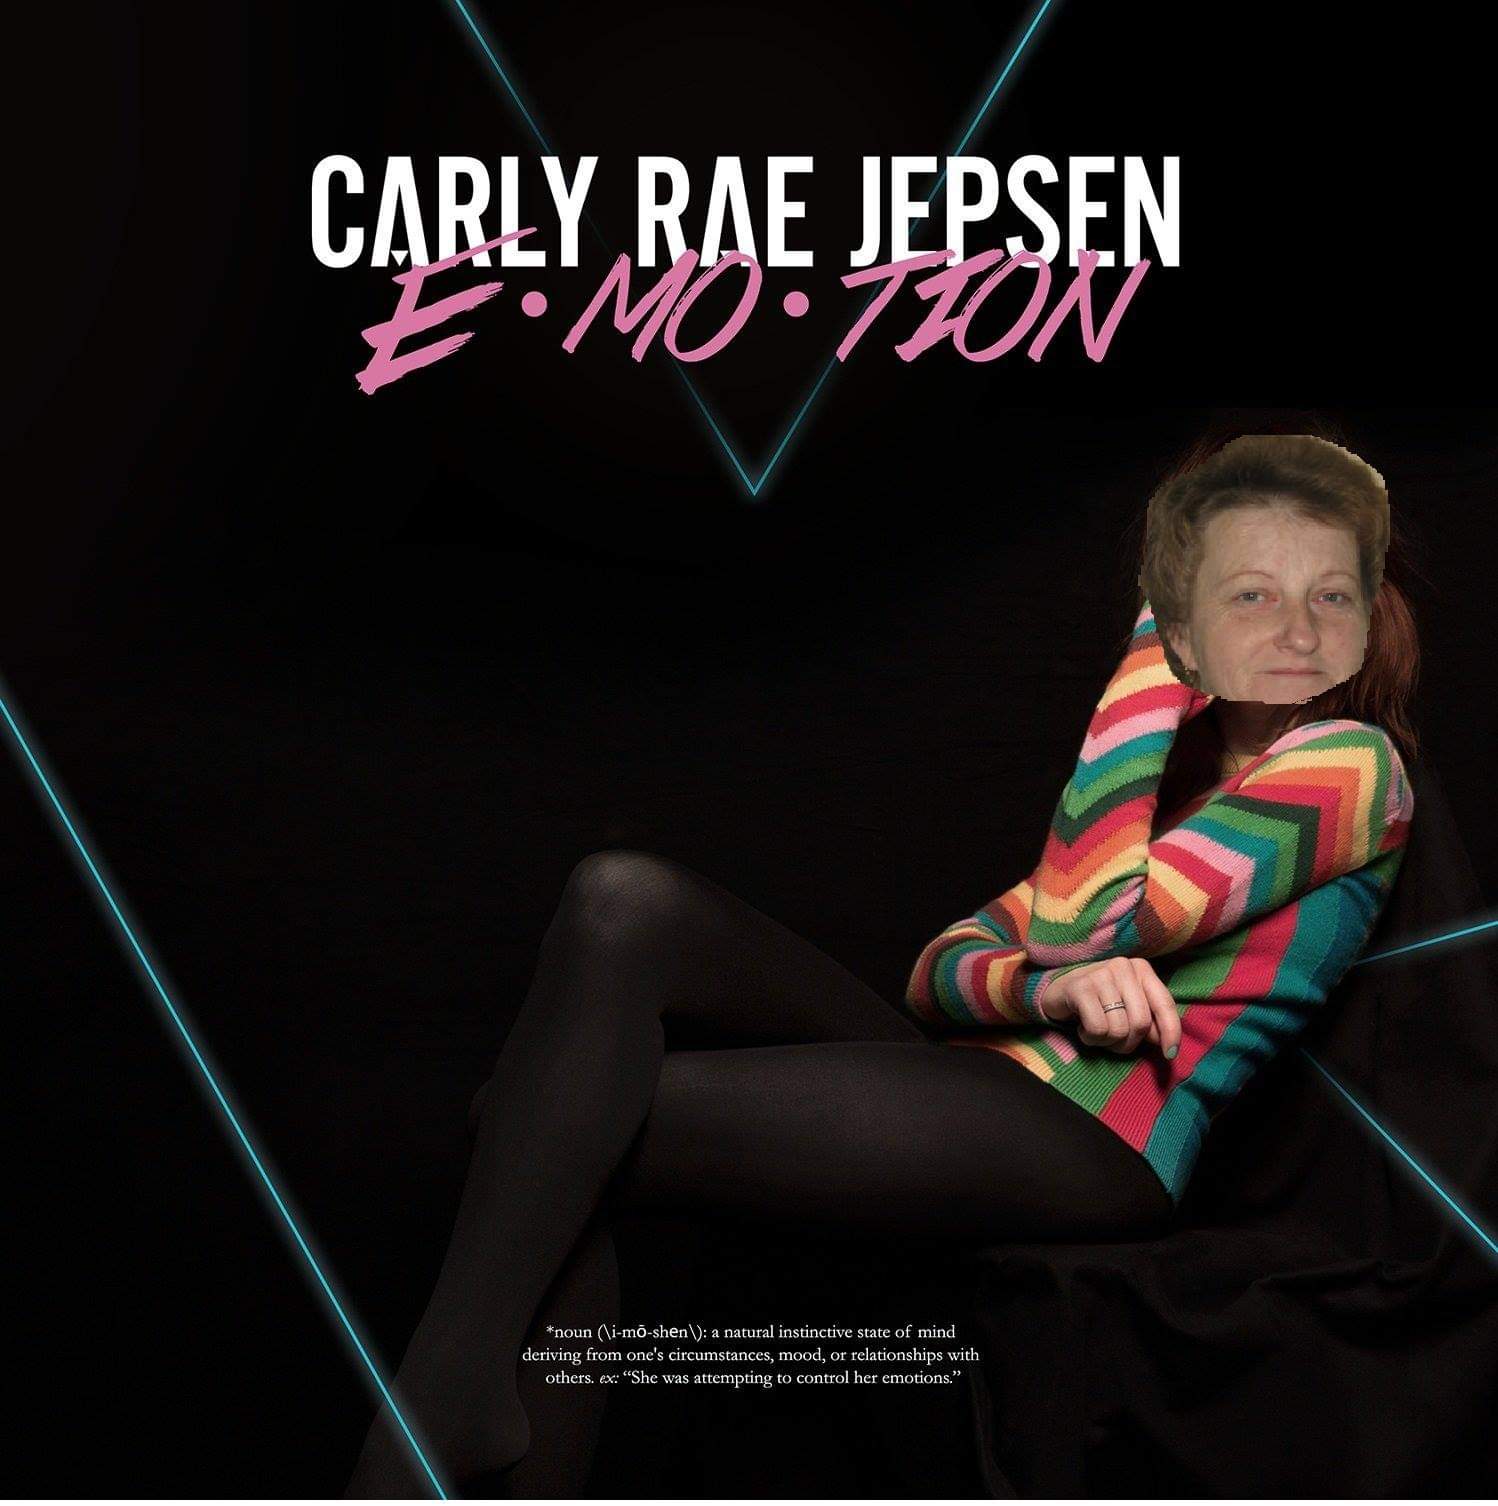 CARLY RAE JEPSEN
E•MO•TION
*noun (\i-mō-shen\): a natural instinctive state of mind
deriving from one's circumstances, mood, or relationships with
others. ex: “She was attempting to control her emotions.”